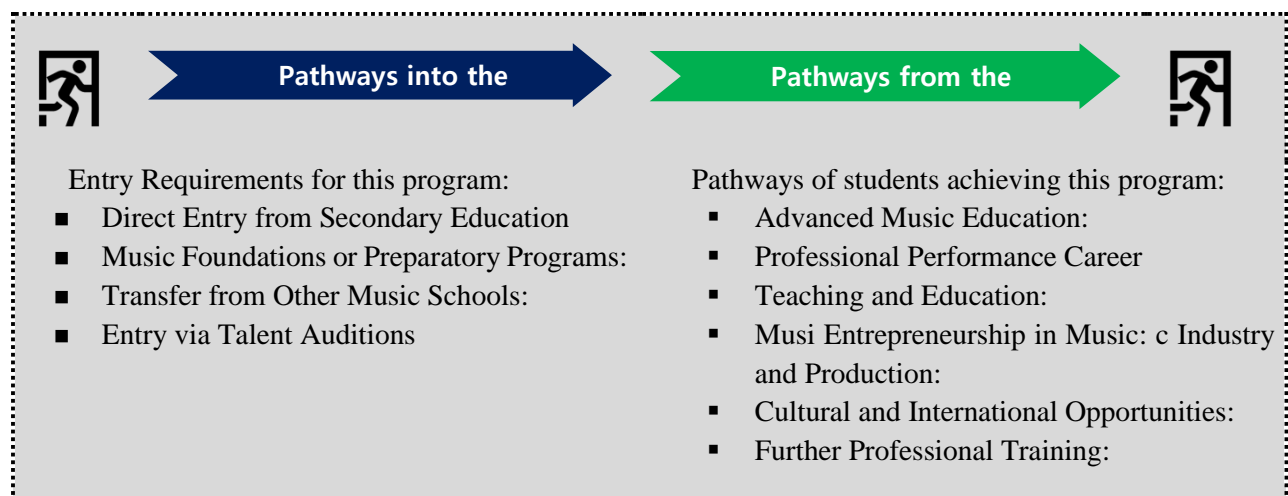 Pathways into the
Pathways from the
Entry Requirements for this program:
■ Direct Entry from Secondary Education
■ Music Foundations or Preparatory Programs:
■ Transfer from Other Music Schools:
■ Entry via Talent Auditions
Pathways of students achieving this program:
▪ Advanced Music Education:
▪ Professional Performance Career
▪ Teaching and Education:
▪ Musi Entrepreneurship in Music: c Industry
and Production:
▪ Cultural and International Opportunities:
▪ Further Professional Training: